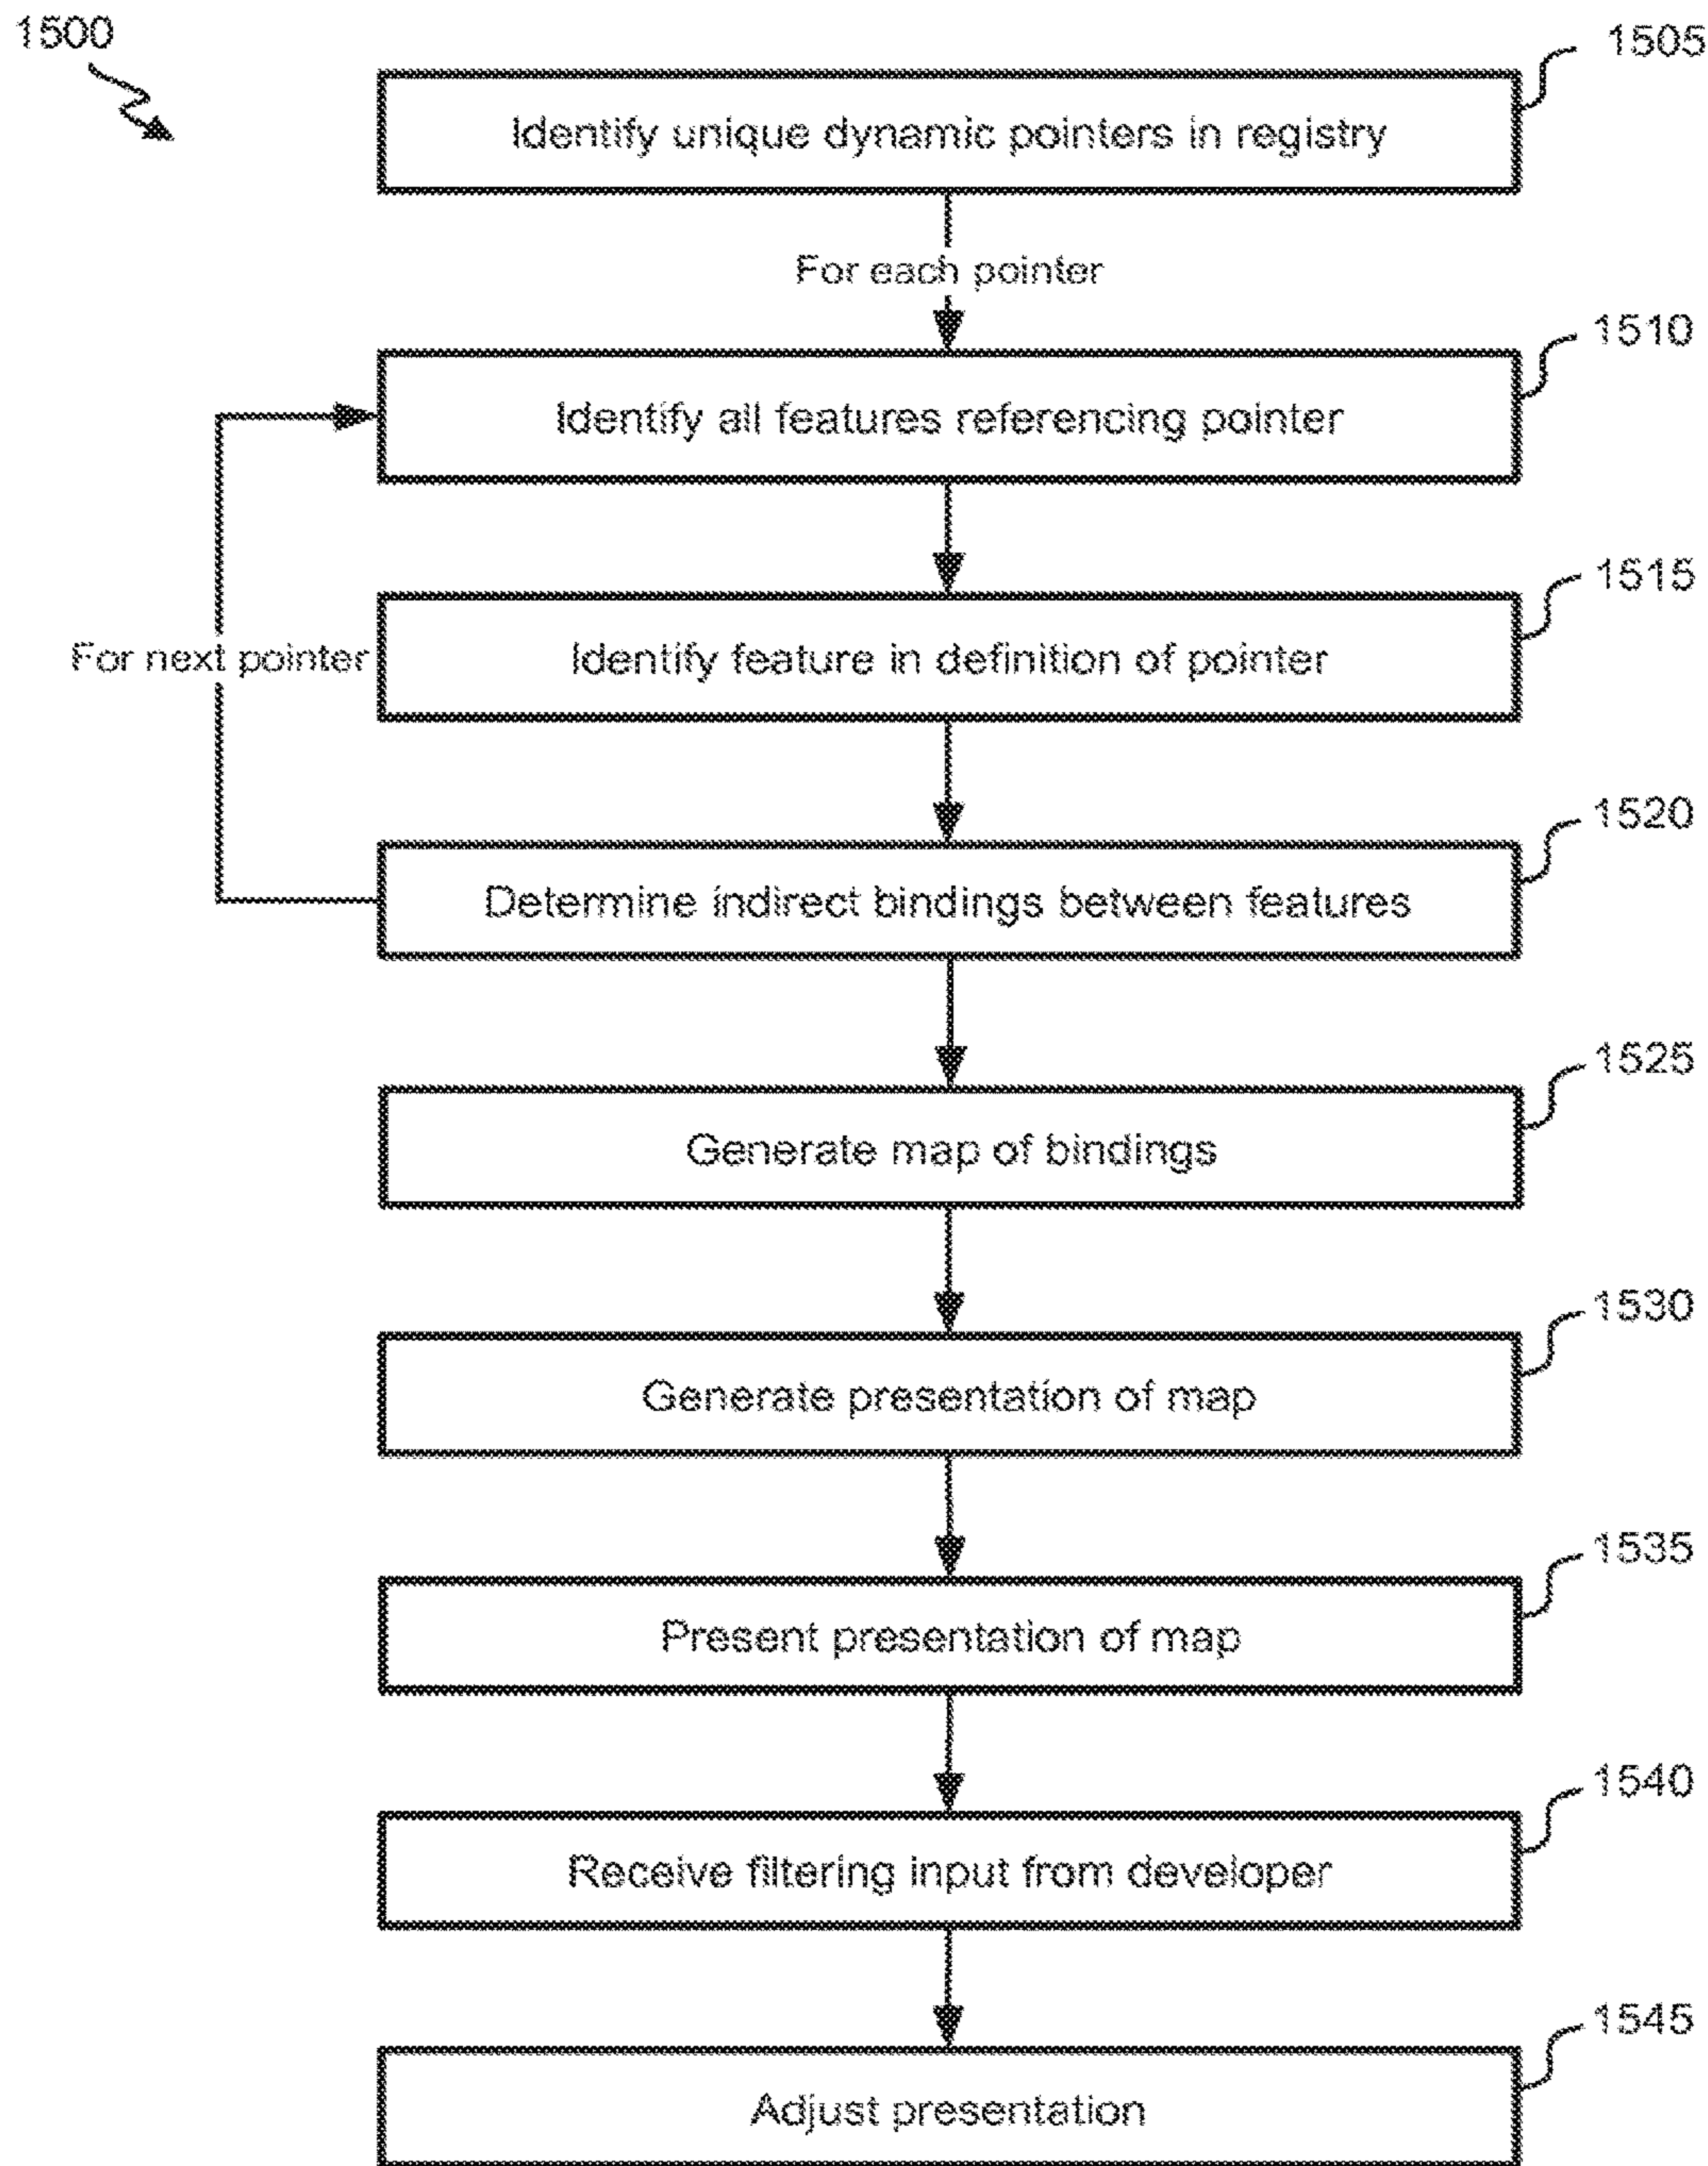 1500
1505
Identify unique dynamic pointers in registry
For each pointer
1510
Identify all features referencing pointer
1515
For next pointer
Identify feature in definition of pointer
1520
Determine indirect bindings between features
1525
Generate map of bindings
1530
Generate presentation of map
1535
Present presentation of map
1540
Receive filtering input from developer
1545
Adjust presentation